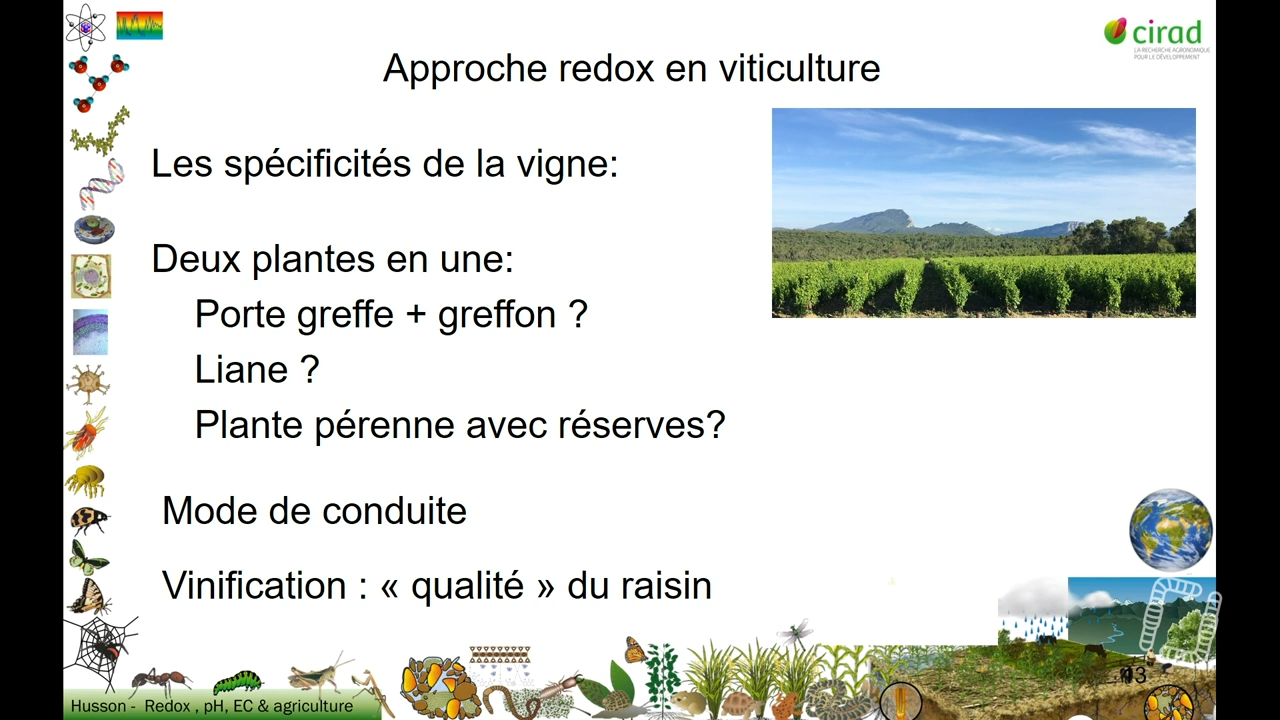 cirad
LA RECHERCHE AGRONOMIQUE
POUR LE DÉVELOPPEMENT
Approche redox en viticulture
Les spécificités de la vigne:
Deux plantes en une:
Porte greffe + greffon ?
Liane ?
Plante pérenne avec réserves?
Mode de conduite
Vinification : « qualité » du raisin
Husson - Redox , pH, EC & agriculture